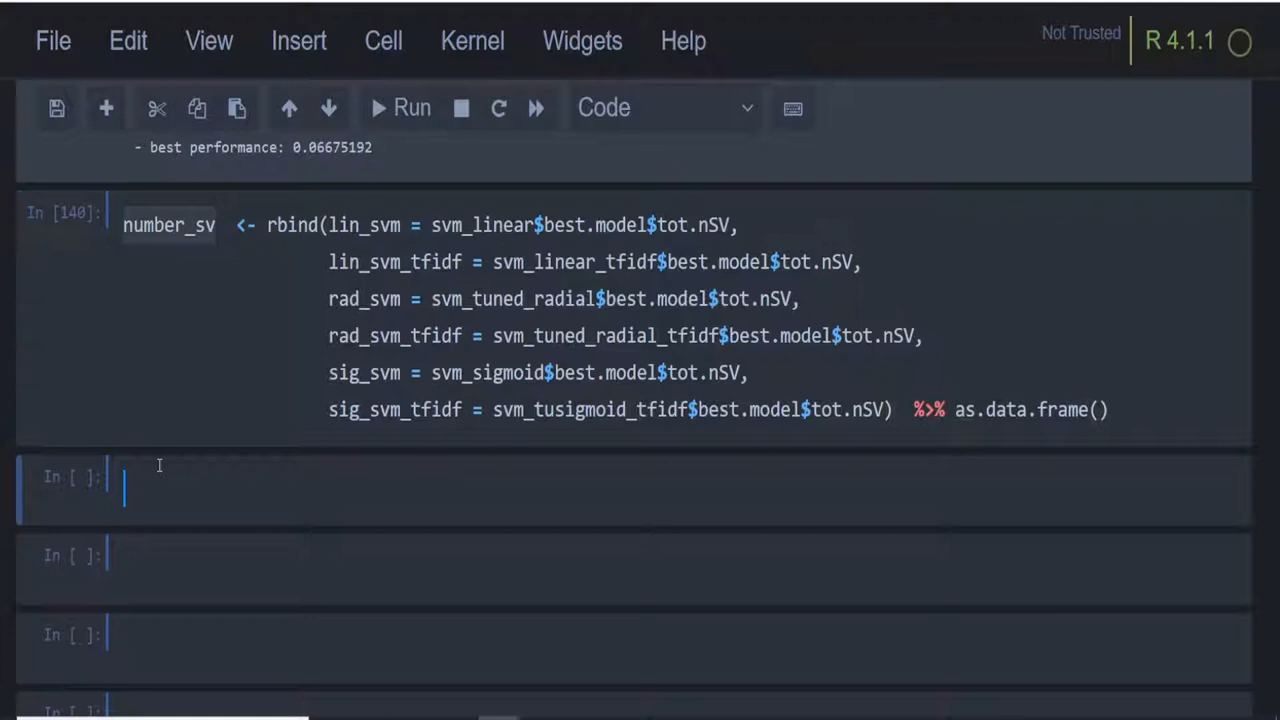 File Edit View Insert Cell Kernel Widgets Help Not Trusted R 4.1.1
Run Code
- best performance: 0.06675192
In [140]: number_sv <- rbind(lin_svm = svm_linear$best.model$tot.nSV,
lin_svm_tfidf = svm_linear_tfidf$best.model$tot.nSV,
rad_svm = svm_tuned_radial$best.model$tot.nSV,
rad_svm_tfidf = svm_tuned_radial_tfidf$best.model$tot.nSV,
sig_svm = svm_sigmoid$best.model$tot.nSV,
sig_svm_tfidf = svm_tusigmoid_tfidf$best.model$tot.nSV) %>% as.data.frame()
In [ ]:
In [ ]:
In [ ]:
In [ ]: